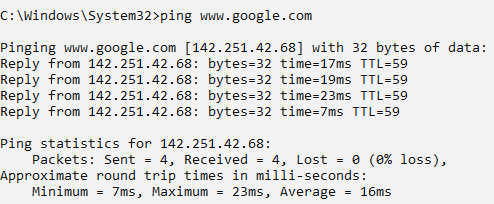 C:\Windows\System32>ping www.google.com
Pinging www.google.com [142.251.42.68] with 32 bytes of data:
Reply from 142.251.42.68: bytes=32 time=17ms TTL=59
Reply from 142.251.42.68: bytes=32 time=19ms TTL=59
Reply from 142.251.42.68: bytes=32 time=23ms TTL=59
Reply from 142.251.42.68: bytes=32 time=7ms TTL=59
Ping statistics for 142.251.42.68:
    Packets: Sent = 4, Received = 4, Lost = 0 (0% loss),
Approximate round trip times in milli-seconds:
    Minimum = 7ms, Maximum = 23ms, Average = 16ms